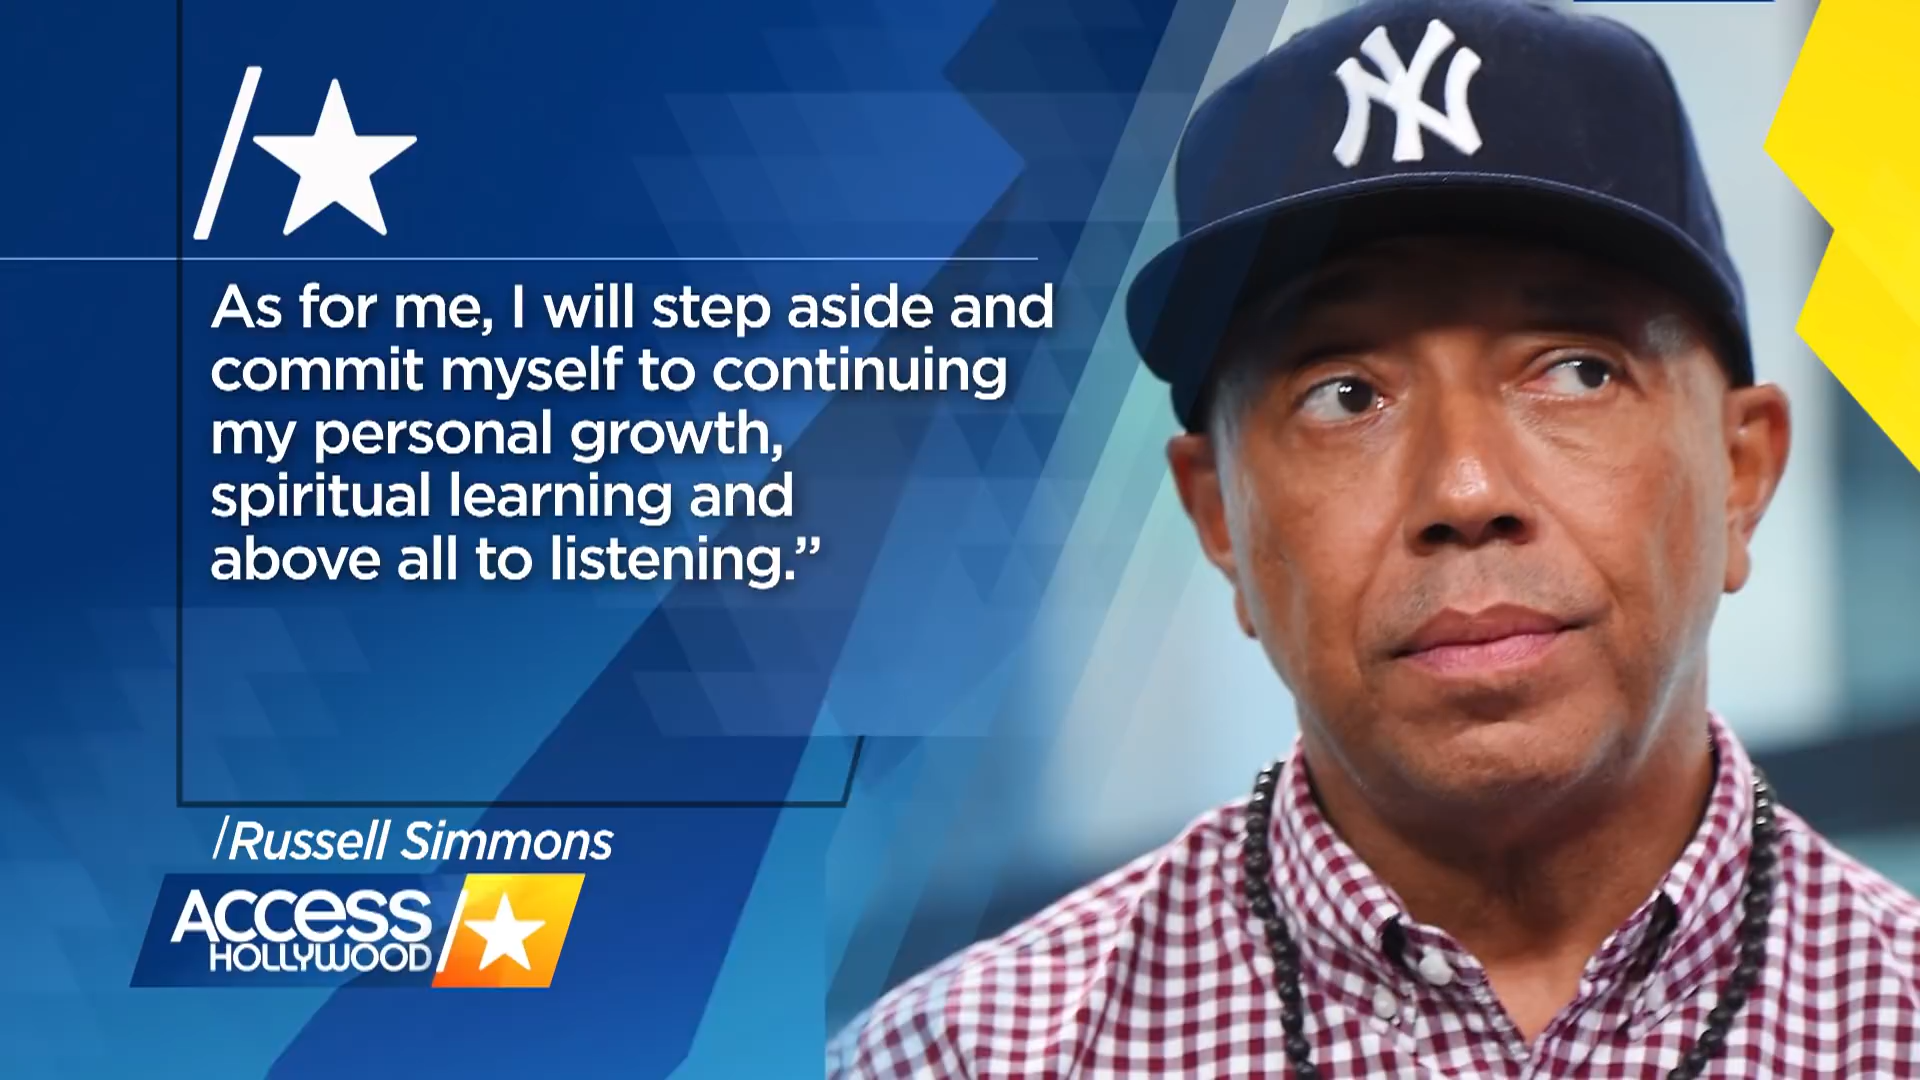 NY
As for me, I will step aside and
commit myself to continuing
my personal growth,
spiritual learning and
above all to listening.”
/Russell Simmons
ACCESS
HOLLYWOOD